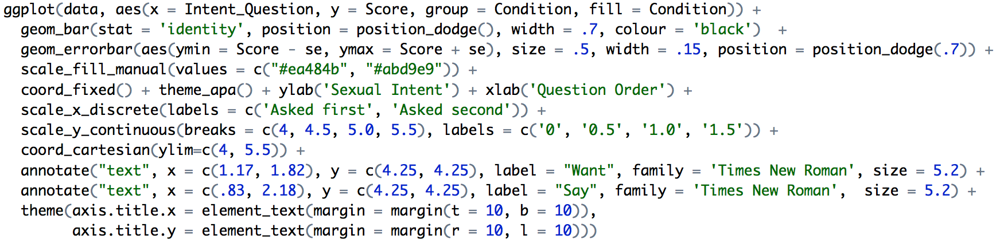 ggplot(data, aes(x = Intent_Question, y = Score, group = Condition, fill = Condition)) +
  geom_bar(stat = 'identity', position = position_dodge(), width = .7, colour = 'black')  +
  geom_errorbar(aes(ymin = Score - se, ymax = Score + se), size = .5, width = .15, position = position_dodge(.7)) +
  scale_fill_manual(values = c("#ea484b", "#abd9e9")) +
  coord_fixed() + theme_apa() + ylab('Sexual Intent') + xlab('Question Order') +
  scale_x_discrete(labels = c('Asked first', 'Asked second')) +
  scale_y_continuous(breaks = c(4, 4.5, 5.0, 5.5), labels = c('0', '0.5', '1.0', '1.5')) +
  coord_cartesian(ylim=c(4, 5.5)) +
  annotate("text", x = c(1.17, 1.82), y = c(4.25, 4.25), label = "Want", family = 'Times New Roman', size = 5.2) +
  annotate("text", x = c(.83, 2.18), y = c(4.25, 4.25), label = "Say", family = 'Times New Roman',  size = 5.2) +
  theme(axis.title.x = element_text(margin = margin(t = 10, b = 10)),
        axis.title.y = element_text(margin = margin(r = 10, l = 10)))